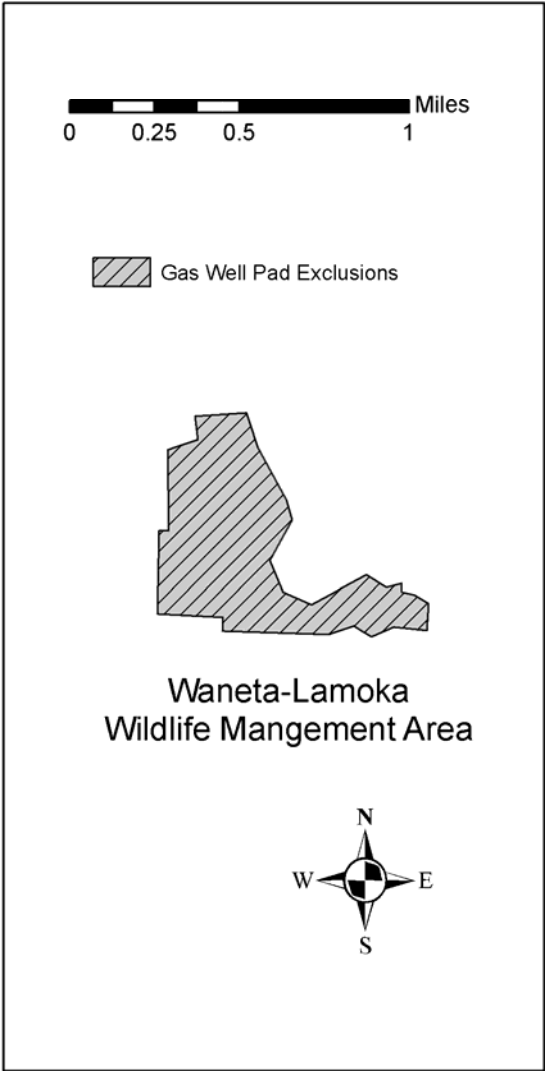 Miles
0 0.25 0.5 1
Gas Well Pad Exclusions
Waneta-Lamoka
Wildlife Mangement Area
N
W E
S